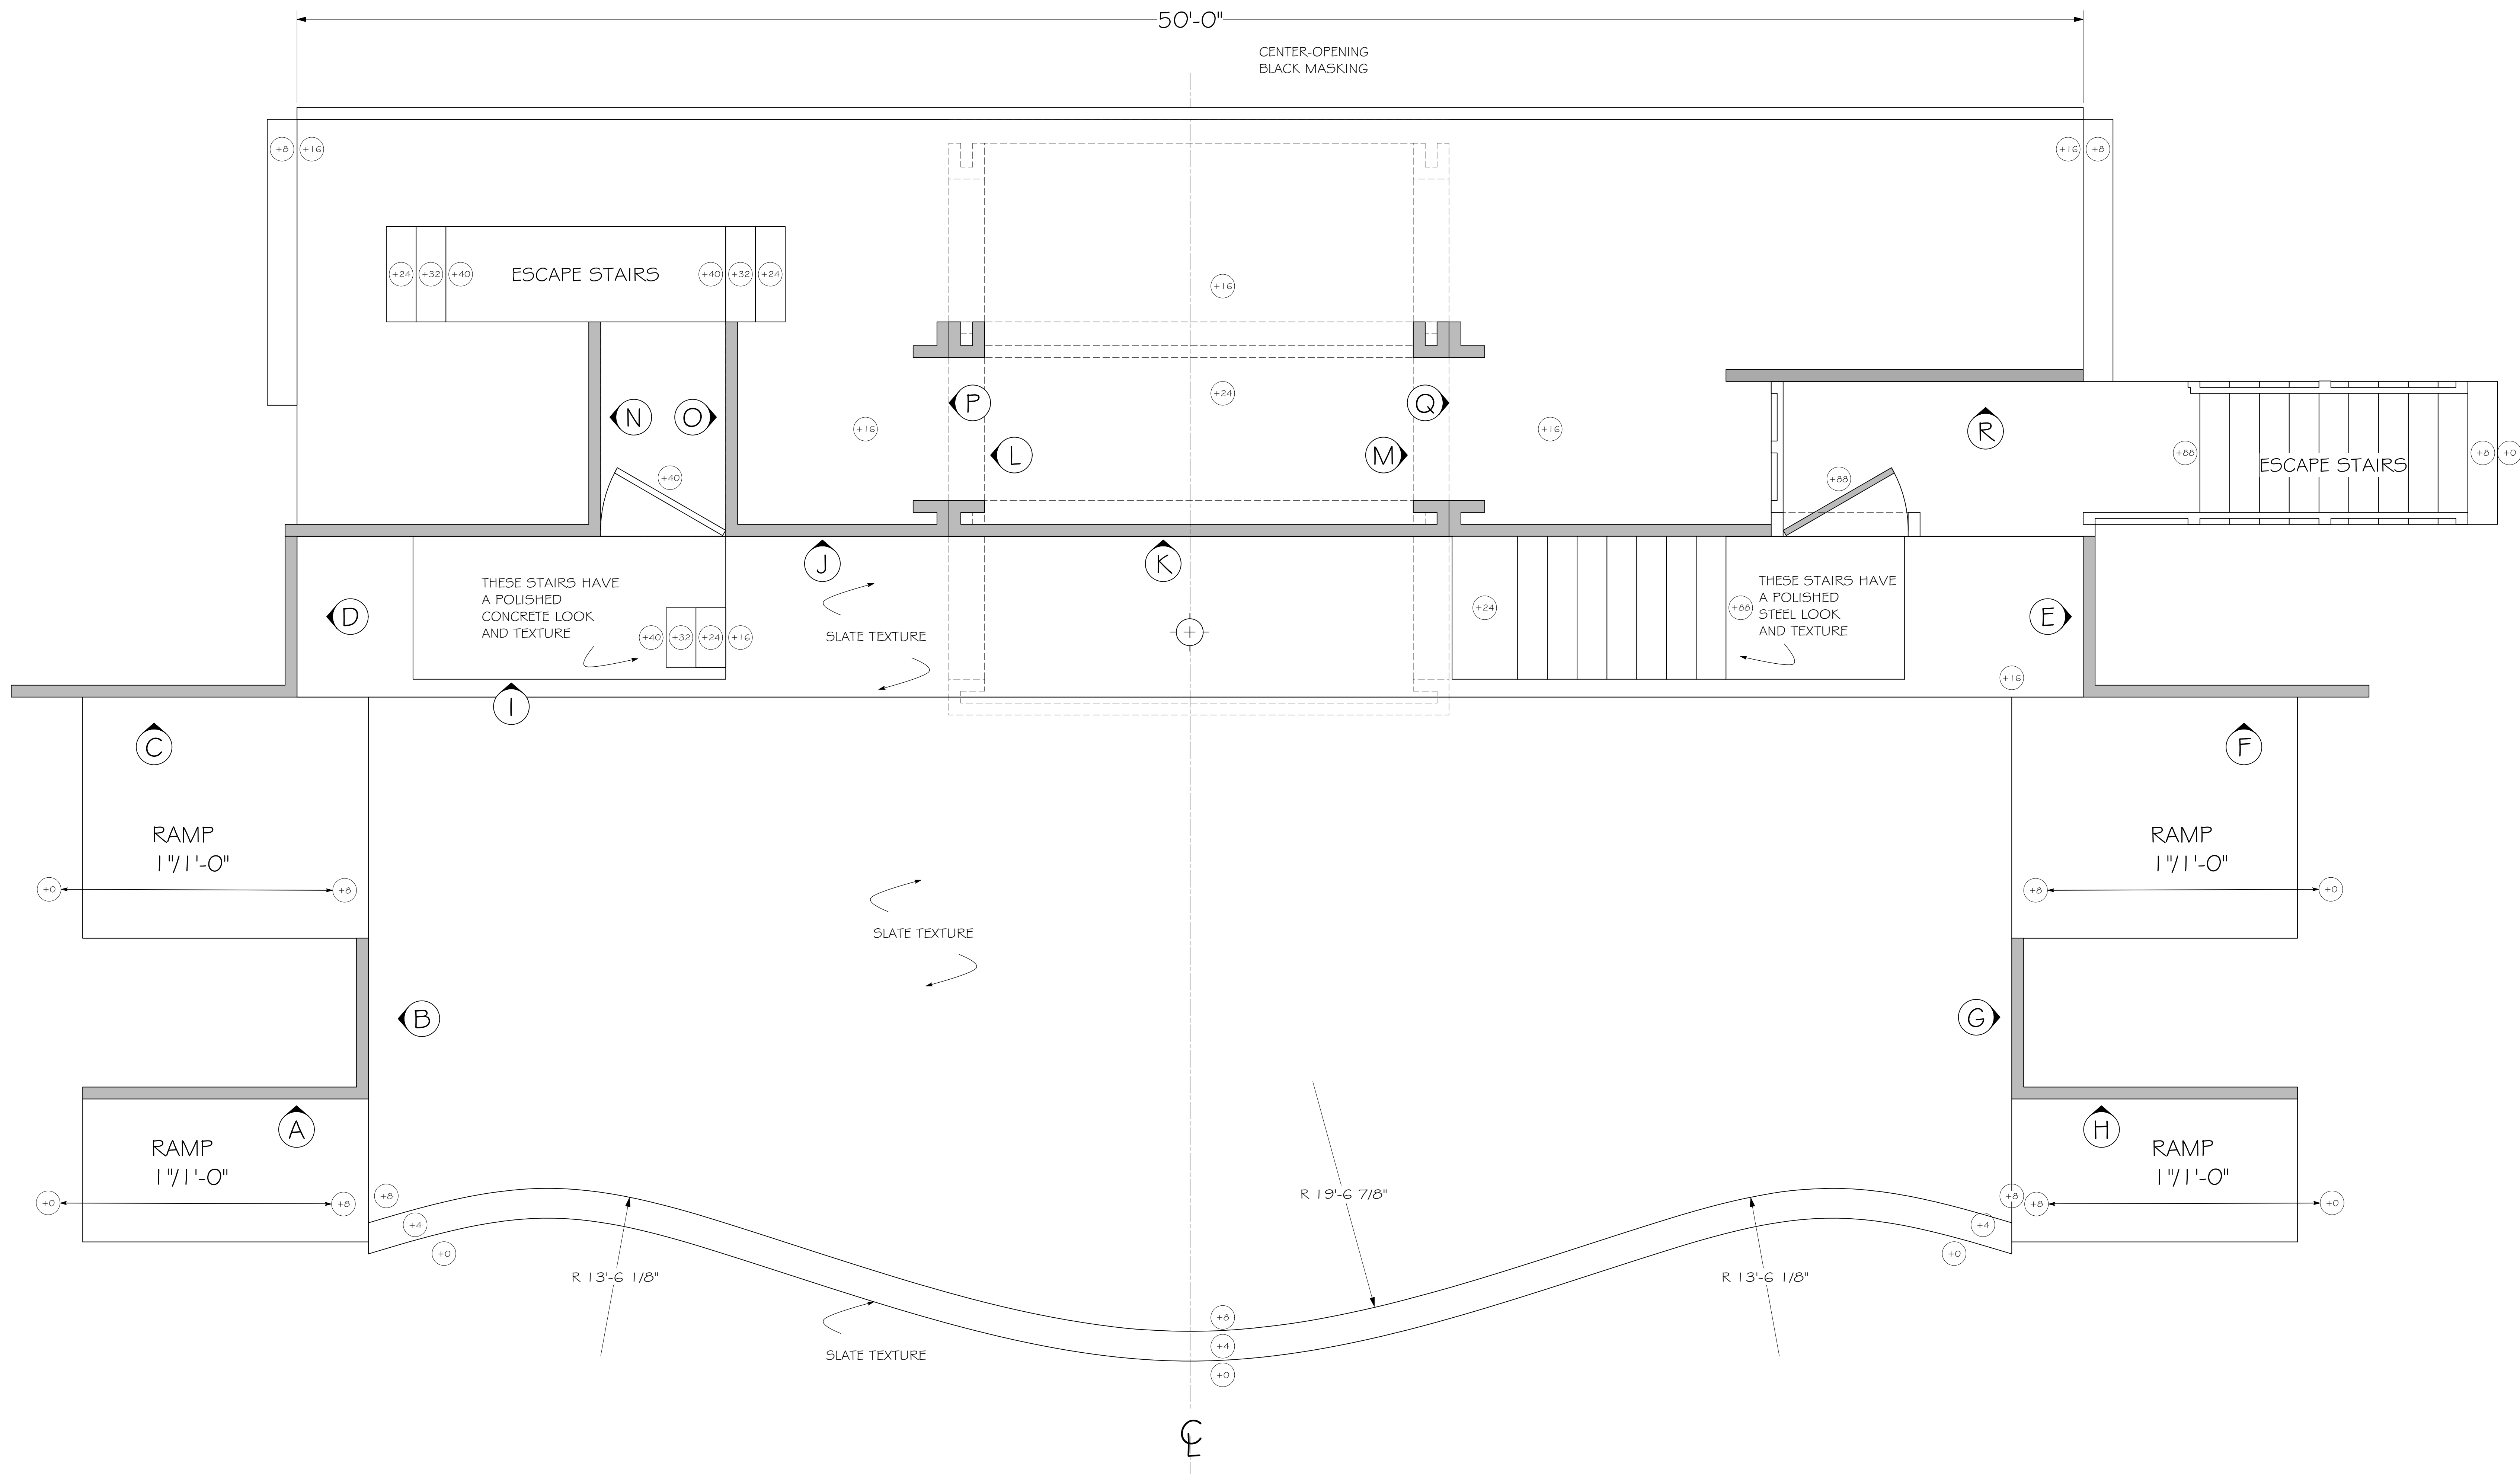 50'-0"
CENTER-OPENING
BLACK MASKING
+8
+16
+16
+8
+24
+32
+40
ESCAPE STAIRS
+40
+32
+24
+16
+24
N
O
P
Q
L
M
R
+16
+16
+40
+88
+88
ESCAPE STAIRS
+8
+0
J
K
D
E
THESE STAIRS HAVE
A POLISHED
CONCRETE LOOK
AND TEXTURE
+40
+32
+24
+16
SLATE TEXTURE
+24
+88
THESE STAIRS HAVE
A POLISHED
STEEL LOOK
AND TEXTURE
+16
I
C
F
RAMP
1"/1'-0"
+0
+8
RAMP
1"/1'-0"
+8
+0
SLATE TEXTURE
B
G
A
H
RAMP
1"/1'-0"
+0
+8
+8
+4
+0
R 13'-6 1/8"
R 19'-6 7/8"
R 13'-6 1/8"
+8
+4
+0
RAMP
1"/1'-0"
+8
+0
SLATE TEXTURE
+8
+4
+0
CL